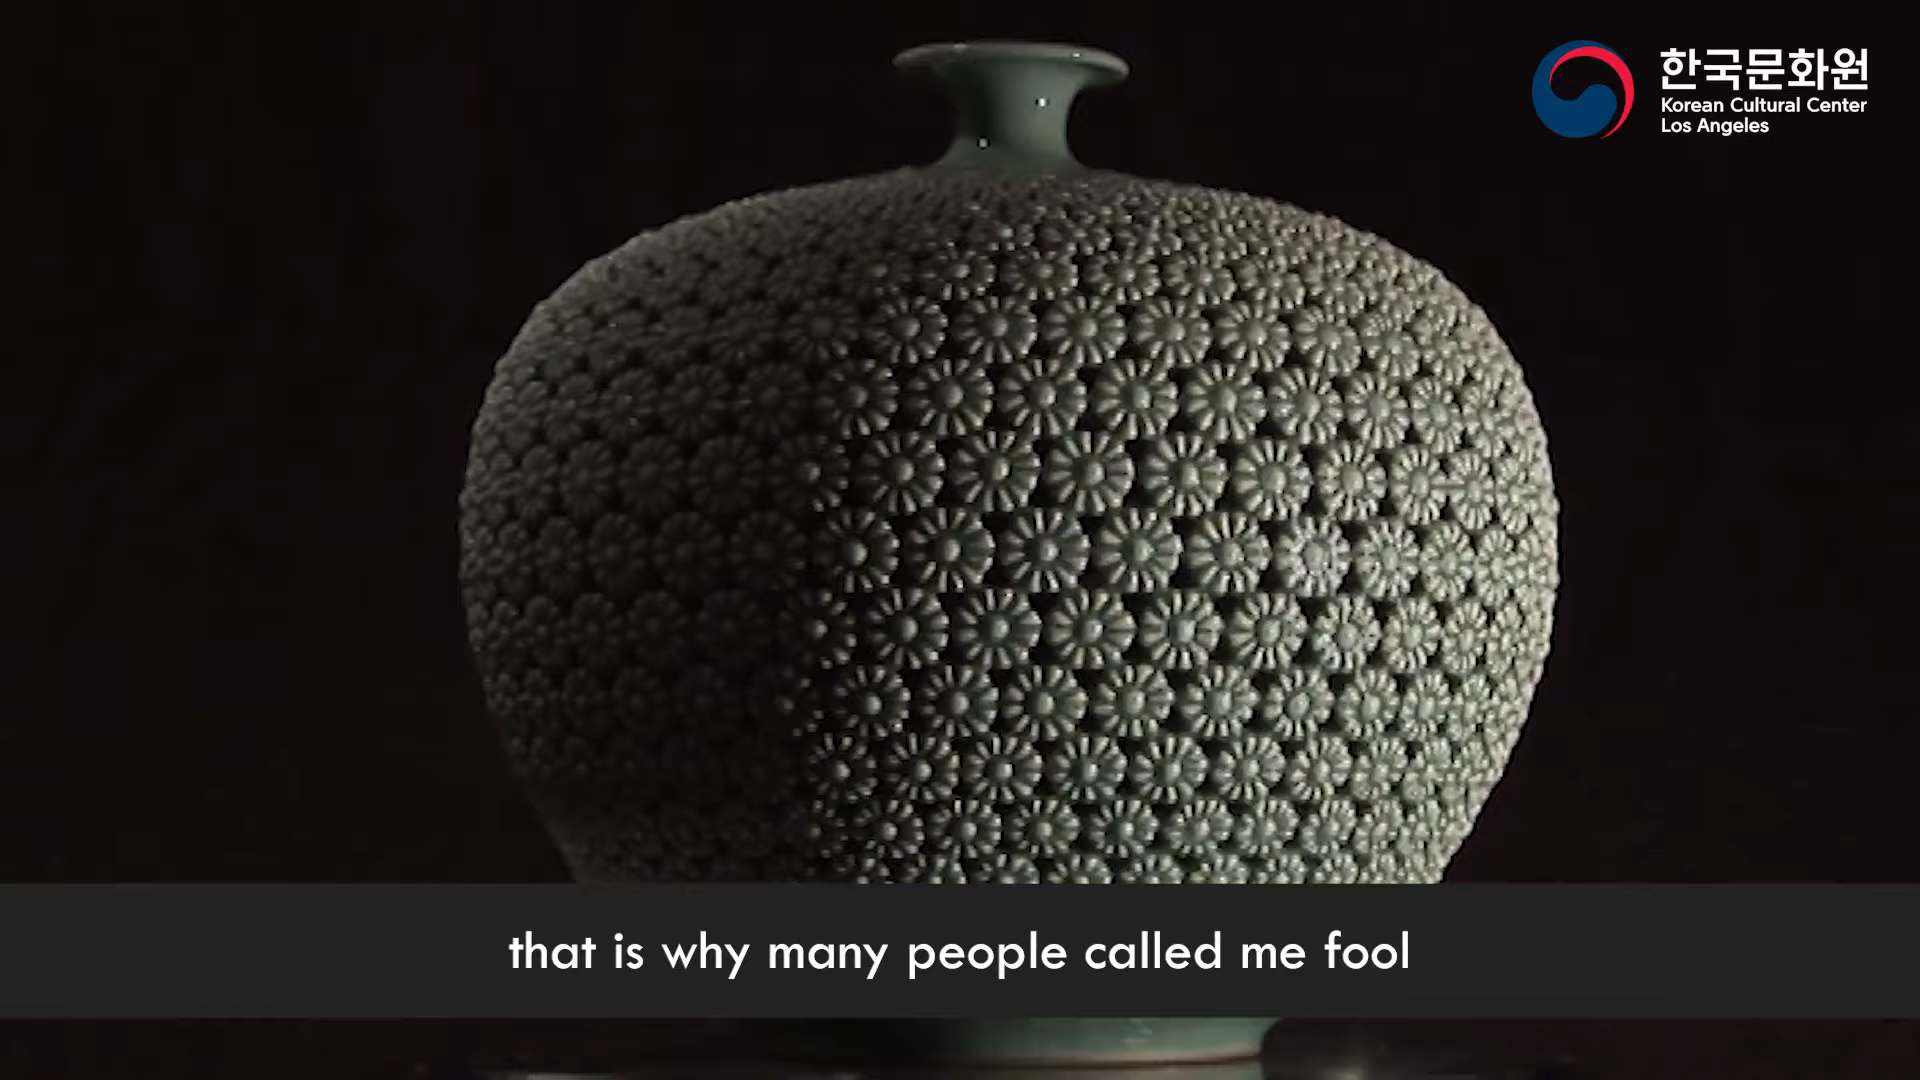 한국문화원
Korean Cultural Center
Los Angeles
that is why many people called me fool